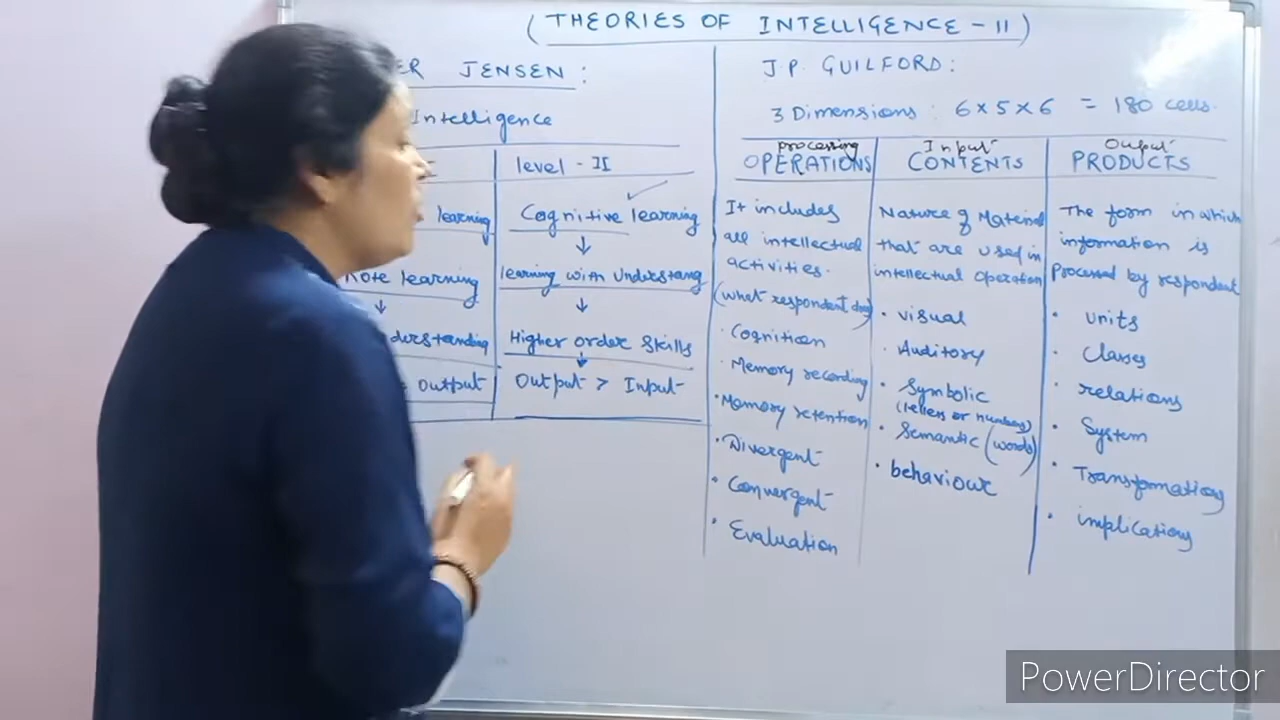 (THEORIES OF INTELLIGENCE - II)
JENSEN :
Intelligence
level - II
learning
Cognitive learning
Rote learning
learning with Understang
Higher order skills
= output
Output > Input
J.P. GUILFORD :
3 Dimensions : 6 x 5 x 6 = 180 cells.
processing
OPERATIONS
It includes
all intellectual
activities.
(what respondent does)
Cognition
Memory recording
• Memory retention
• Divergent
• Convergent
• Evaluation
Input
CONTENTS
Nature of Material
that are used in
intellectual operation
• visual
• Auditory
• Symbolic
(letters or numbers)
• Semantic (words)
• behaviour
Output
PRODUCTS
The form in which
information is
Processed by respondent
• units
• Classes
• relations
• System
• Transformations
• implications
PowerDirector